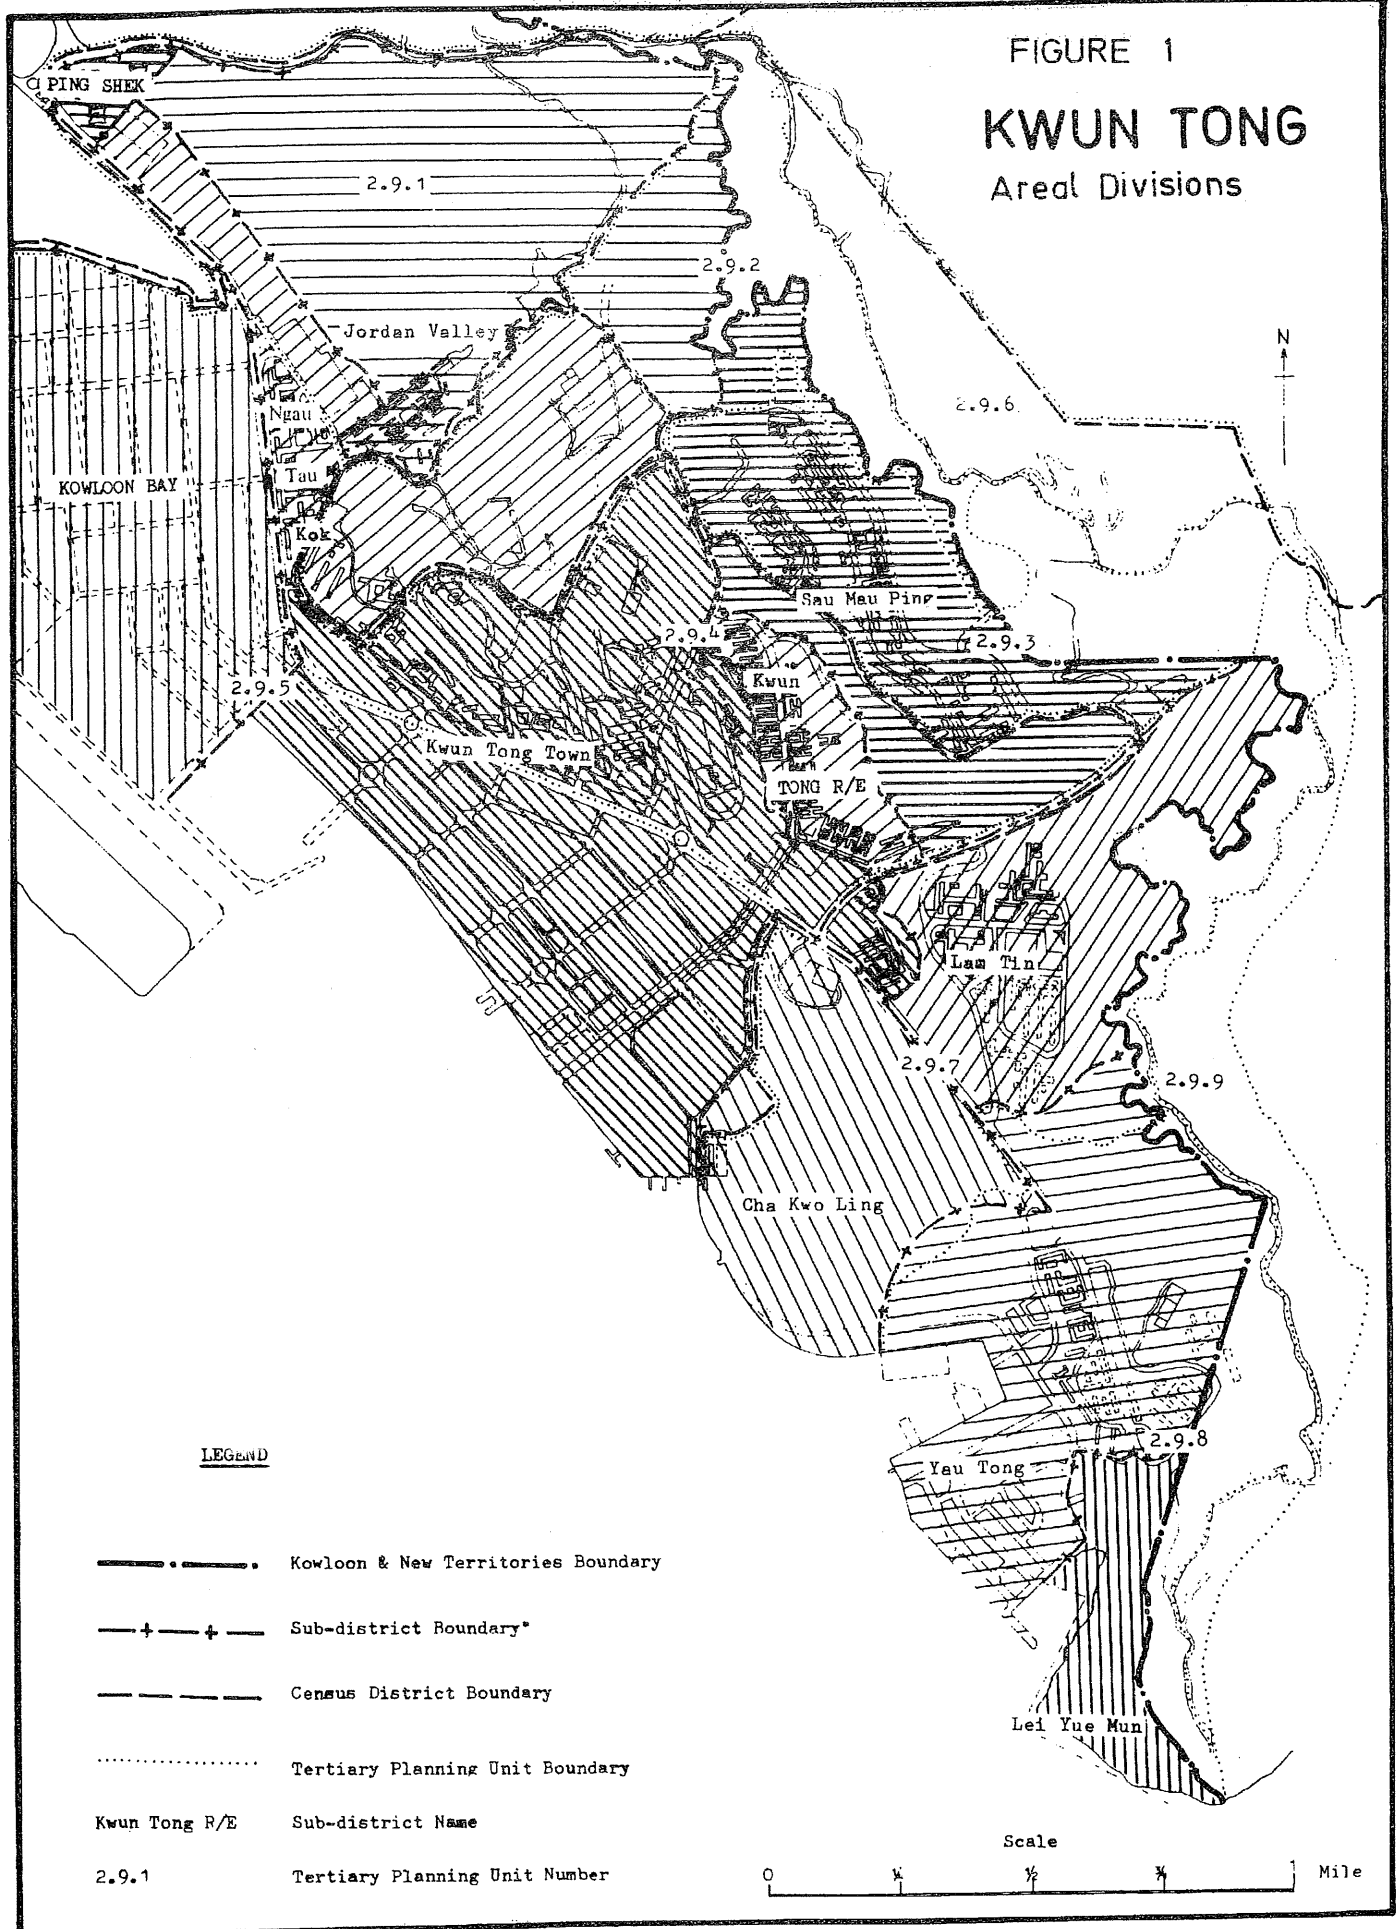 FIGURE 1
KWUN TONG
Areal Divisions
PING SHEK
2.9.1
2.9.2
Jordan Valley
N
2.9.6
Ngau
KOWLOON BAY
Tau
Kok
Sau Mau Ping
2.9.4
2.9.3
Kwun
2.9.5
Kwun Tong Town
TONG R/E
Lam Tin
2.9.7
2.9.9
Cha Kwo Ling
2.9.8
Yau Tong
Lei Yue Mun
LEGEND
Kowloon & New Territories Boundary
Sub-district Boundary*
Census District Boundary
Tertiary Planning Unit Boundary
Kwun Tong R/E Sub-district Name
2.9.1 Tertiary Planning Unit Number
Scale
0 ¼ ½ ¾ 1 Mile